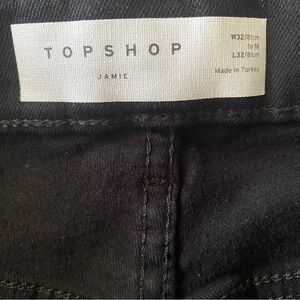 TOPSHOP
JAMIE
W32/81cm
to fit
L32/81cm
Made in Turkey